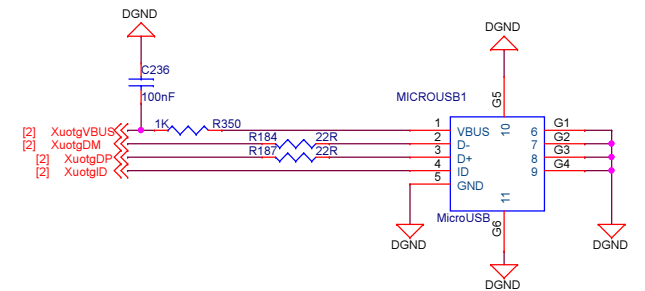 DGND
DGND
C236
100nF
MICROUSB1
G5
[2] XuotgVBUS 1K R350 1 VBUS 10 6 G1
[2] XuotgDM R184 22R 2 D- 7 G2
[2] XuotgDP R187 22R 3 D+ 8 G3
[2] XuotgID 4 ID 9 G4
5 GND
11
MicroUSB
G6
DGND
DGND
DGND